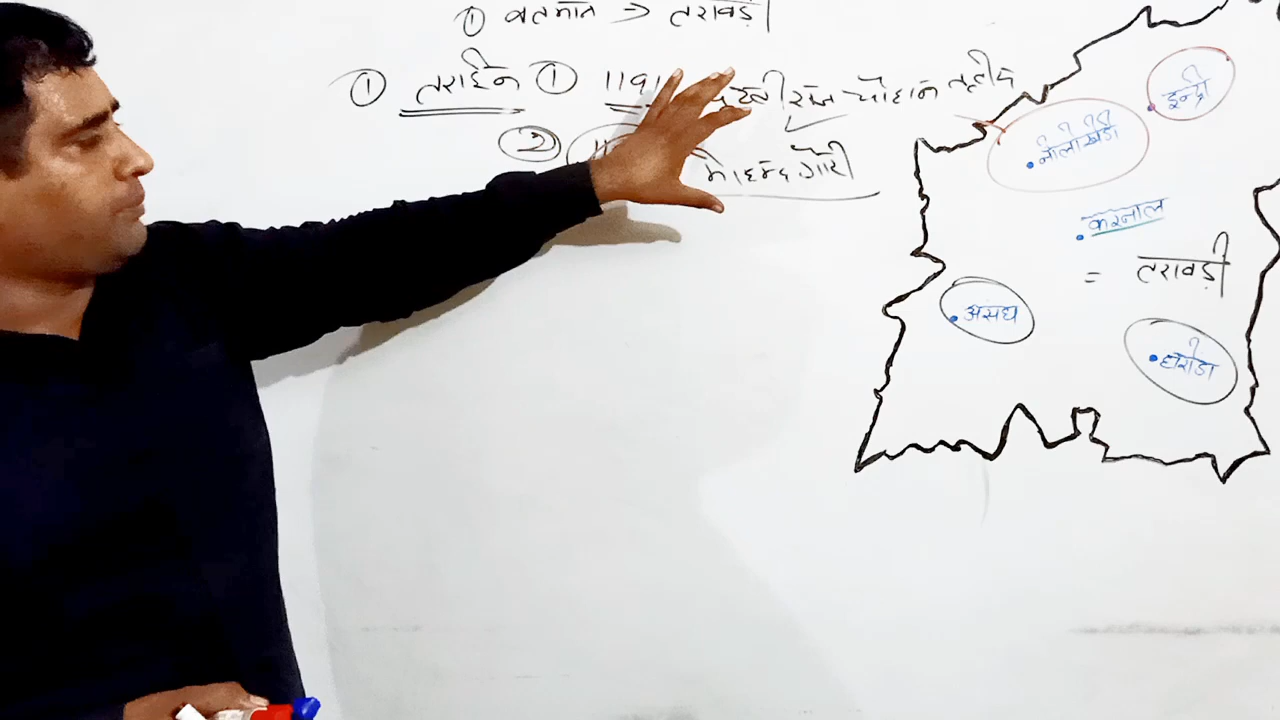 ① वर्तमान → तरावड़ी
① तराईन ① 1191 पृथ्वीराज चौहान तृतीय
② मोहम्मद गौरी
इन्द्री
नीलोखेडी
करनाल
= तरावड़ी
असंध
घरौंडा